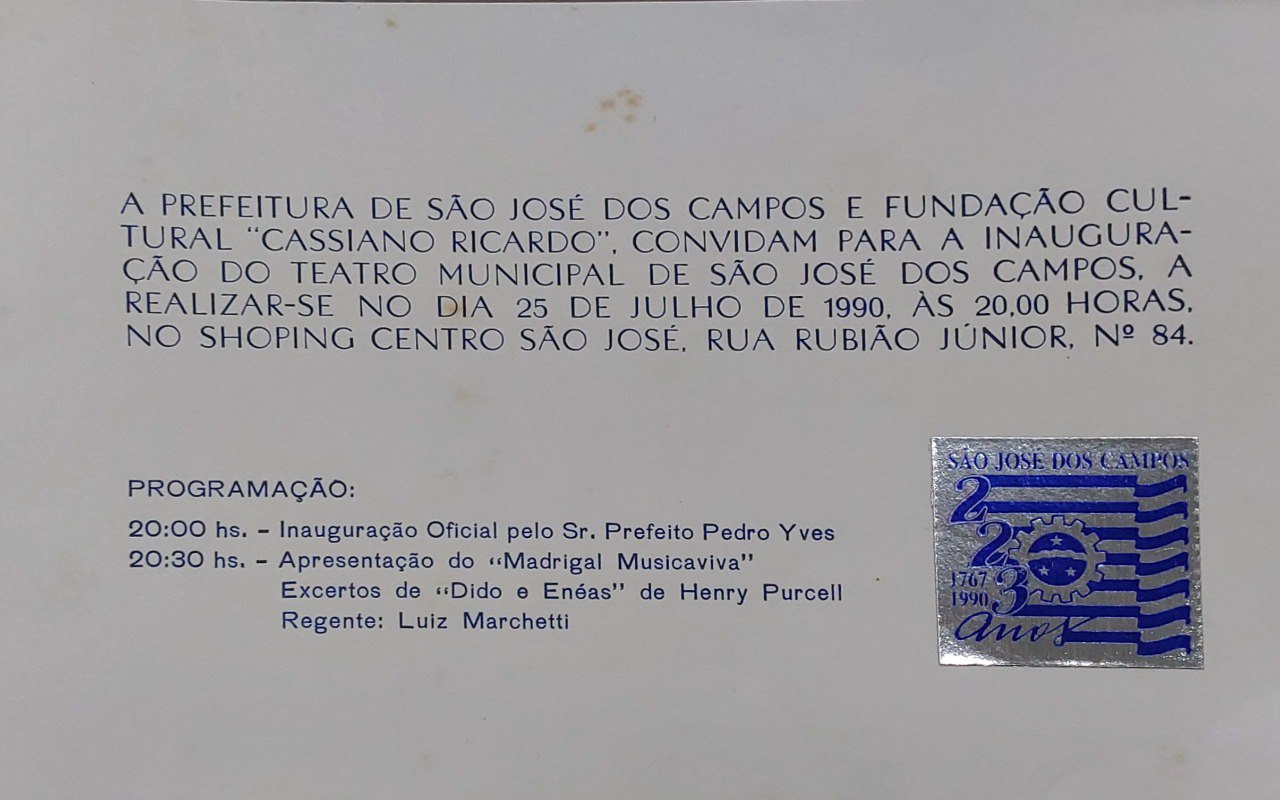 A PREFEITURA DE SÃO JOSÉ DOS CAMPOS E FUNDAÇÃO CUL-
TURAL "CASSIANO RICARDO", CONVIDAM PARA A INAUGURA-
ÇÃO DO TEATRO MUNICIPAL DE SÃO JOSÉ DOS CAMPOS, A
REALIZAR-SE NO DIA 25 DE JULHO DE 1990, ÀS 20,00 HORAS,
NO SHOPING CENTRO SÃO JOSÉ, RUA RUBIÃO JÚNIOR, Nº 84.
PROGRAMAÇÃO:
20:00 hs. – Inauguração Oficial pelo Sr. Prefeito Pedro Yves
20:30 hs. – Apresentação do “Madrigal Musicaviva”
Excertos de “Dido e Enéas” de Henry Purcell
Regente: Luiz Marchetti
SÃO JOSÉ DOS CAMPOS
223
1767
1990
anos